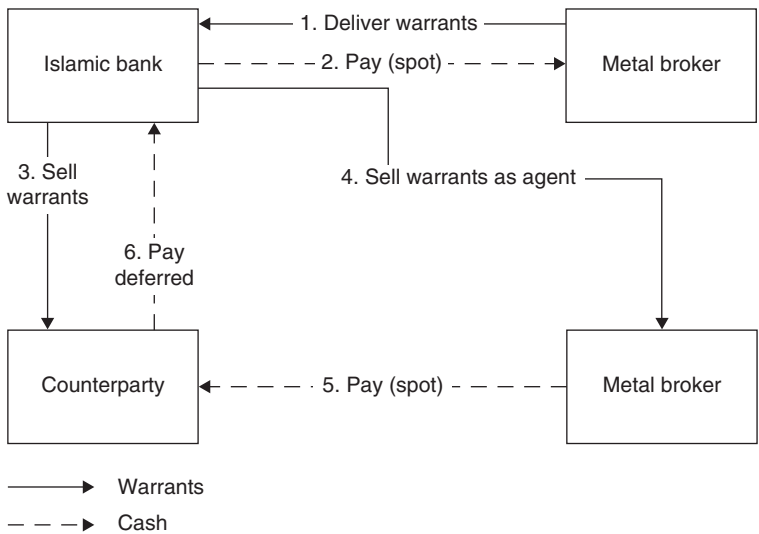 1. Deliver warrants
Islamic bank
2. Pay (spot)
Metal broker
3. Sell
warrants
4. Sell warrants as agent
6. Pay
deferred
Counterparty
5. Pay (spot)
Metal broker
Warrants
Cash